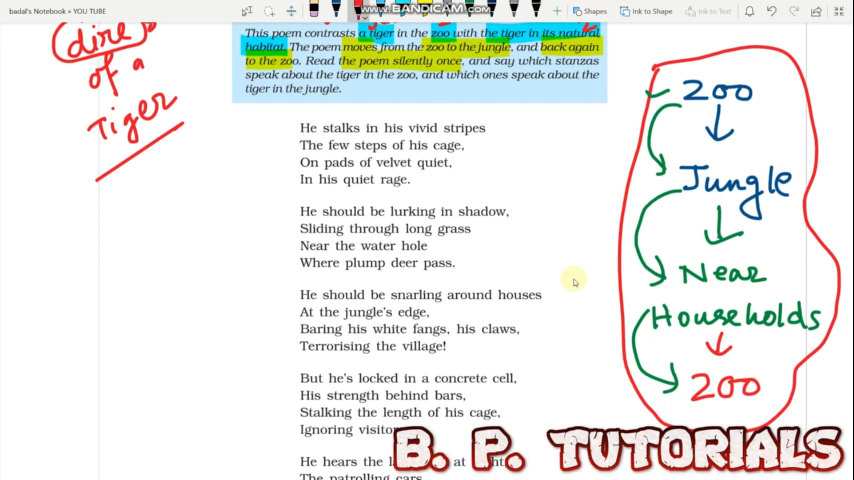 badal's Notebook » YOU TUBE
WWW.BANDICAM.COM
Shapes
Ink to Shape
Ink to Text
of a
Tiger
This poem contrasts a tiger in the zoo with the tiger in its natural
habitat. The poem moves from the zoo to the jungle, and back again
to the zoo. Read the poem silently once, and say which stanzas
speak about the tiger in the zoo, and which ones speak about the
tiger in the jungle.
He stalks in his vivid stripes
The few steps of his cage,
On pads of velvet quiet,
In his quiet rage.
He should be lurking in shadow,
Sliding through long grass
Near the water hole
Where plump deer pass.
He should be snarling around houses
At the jungle's edge,
Baring his white fangs, his claws,
Terrorising the village!
But he's locked in a concrete cell,
His strength behind bars,
Stalking the length of his cage,
Ignoring
He hears the at
The patrolling cars
Zoo
Jungle
Near
Households
Zoo
B. P. TUTORIALS